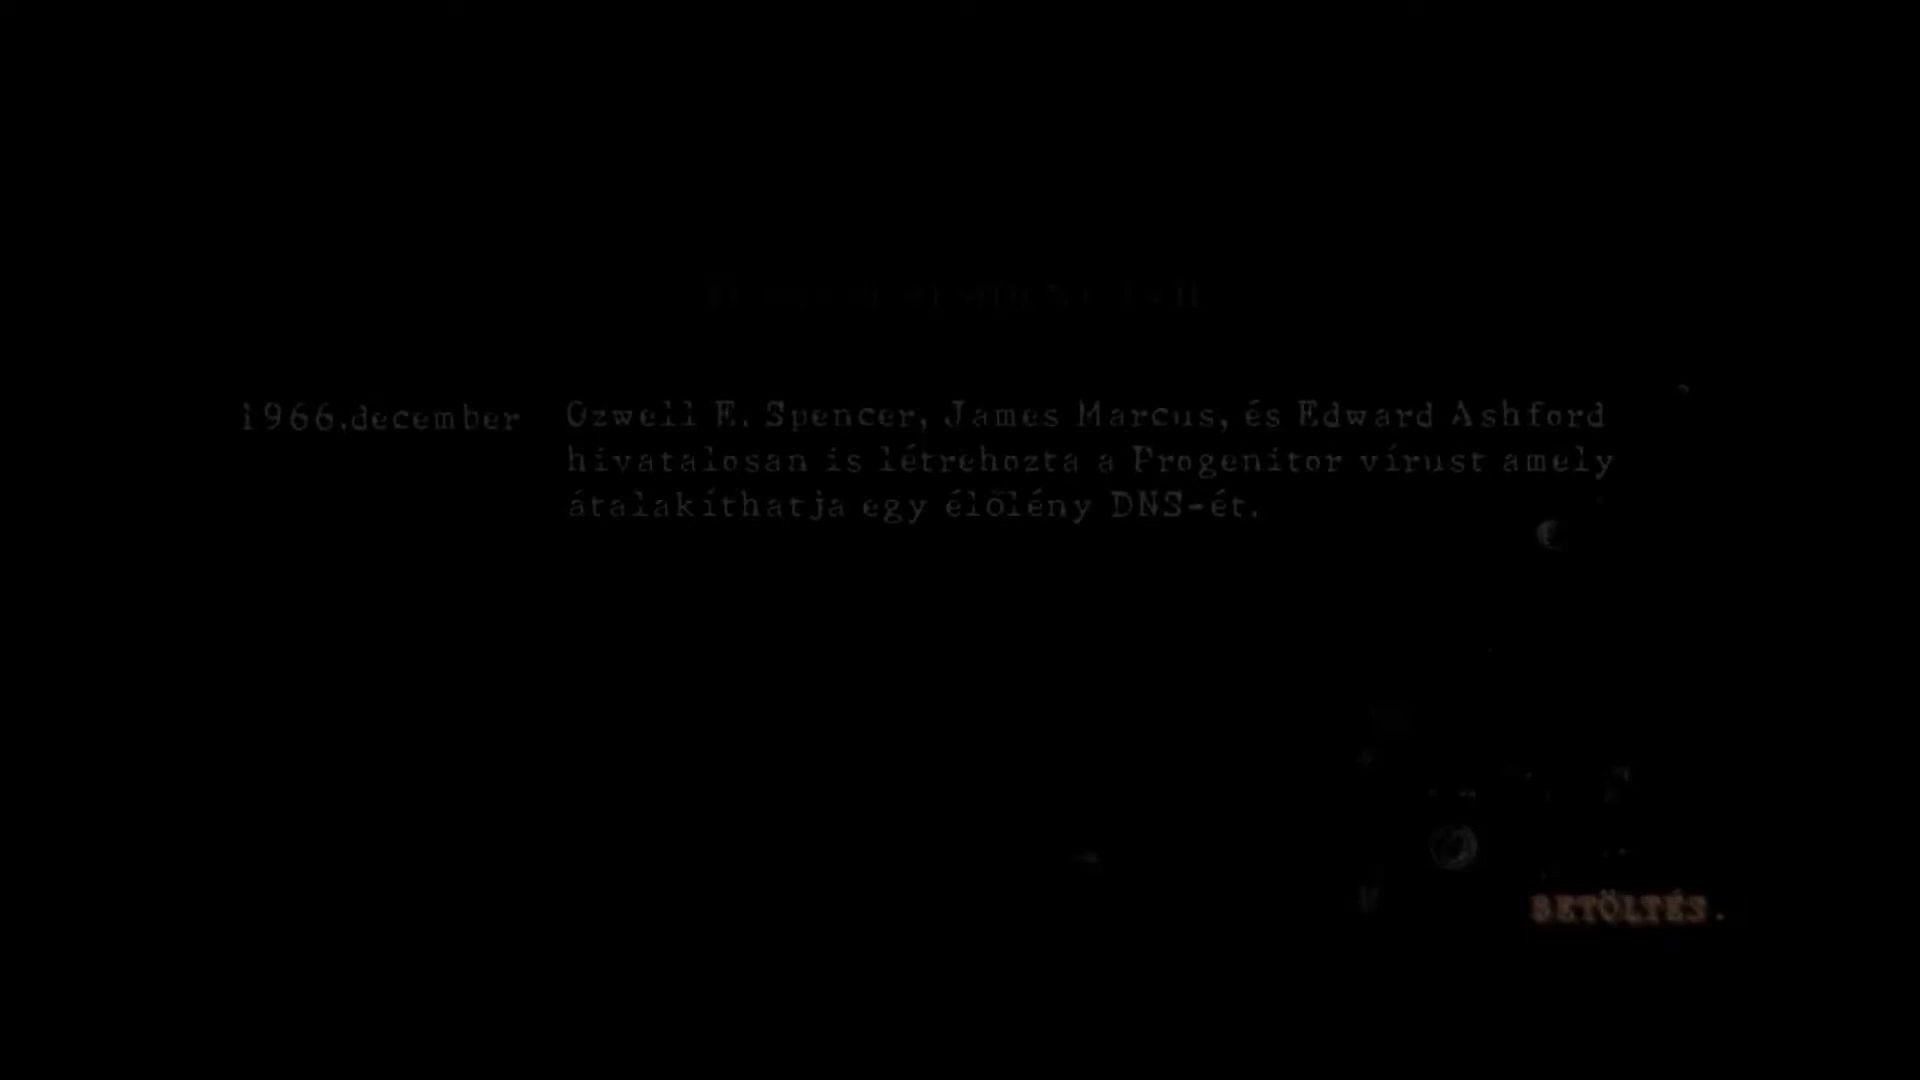 1966.december
Ozwell E. Spencer, James Marcus, és Edward Ashford
hivatalosan is létrehozta a Progenitor vírust amely
átalakíthatja egy élőlény DNS-ét.
BETÖLTÉS.